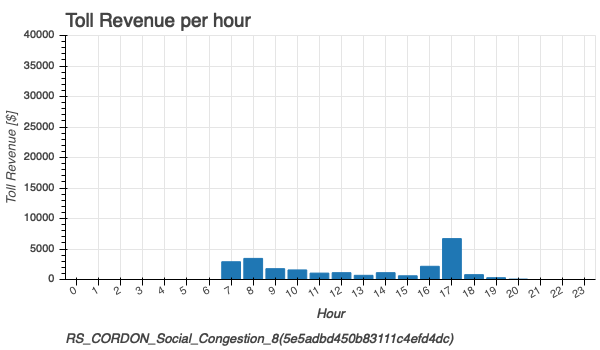 Toll Revenue per hour
40000
35000
30000
25000
20000
15000
10000
5000
0
Toll Revenue [$]
0 1 2 3 4 5 6 7 8 9 10 11 12 13 14 15 16 17 18 19 20 21 22 23
Hour
RS_CORDON_Social_Congestion_8(5e5adbd450b83111c4efd4dc)